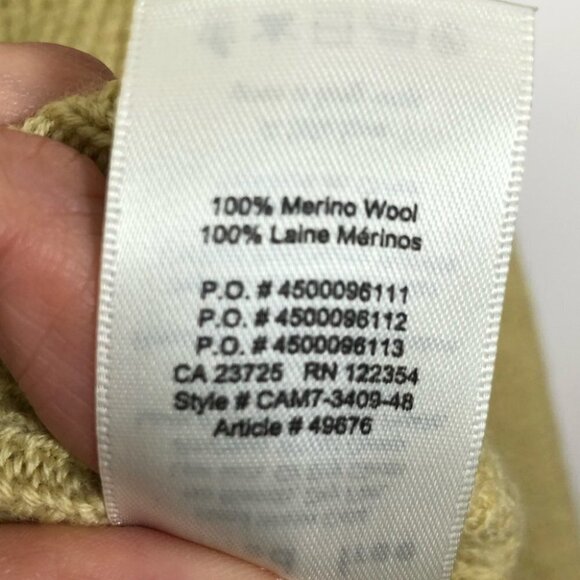 100% Merino Wool
100% Laine Mérinos
P.O. # 4500096111
P.O. # 4500096112
P.O. # 4500096113
CA 23725 RN 122354
Style # CAM7-3409-48
Article # 49676